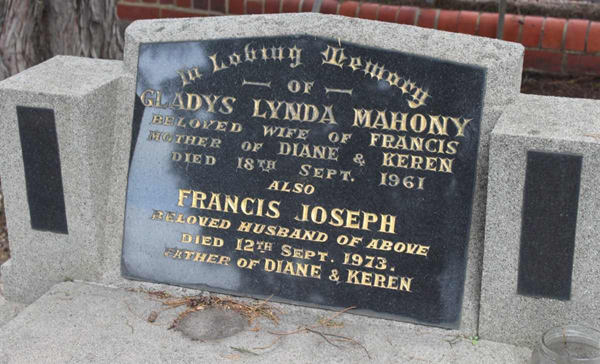 In Loving Memory
OF
GLADYS LYNDA MAHONY
BELOVED WIFE OF FRANCIS
MOTHER OF DIANE & KEREN
DIED 18TH SEPT. 1961
ALSO
FRANCIS JOSEPH
BELOVED HUSBAND OF ABOVE
DIED 12TH SEPT. 1973.
FATHER OF DIANE & KEREN